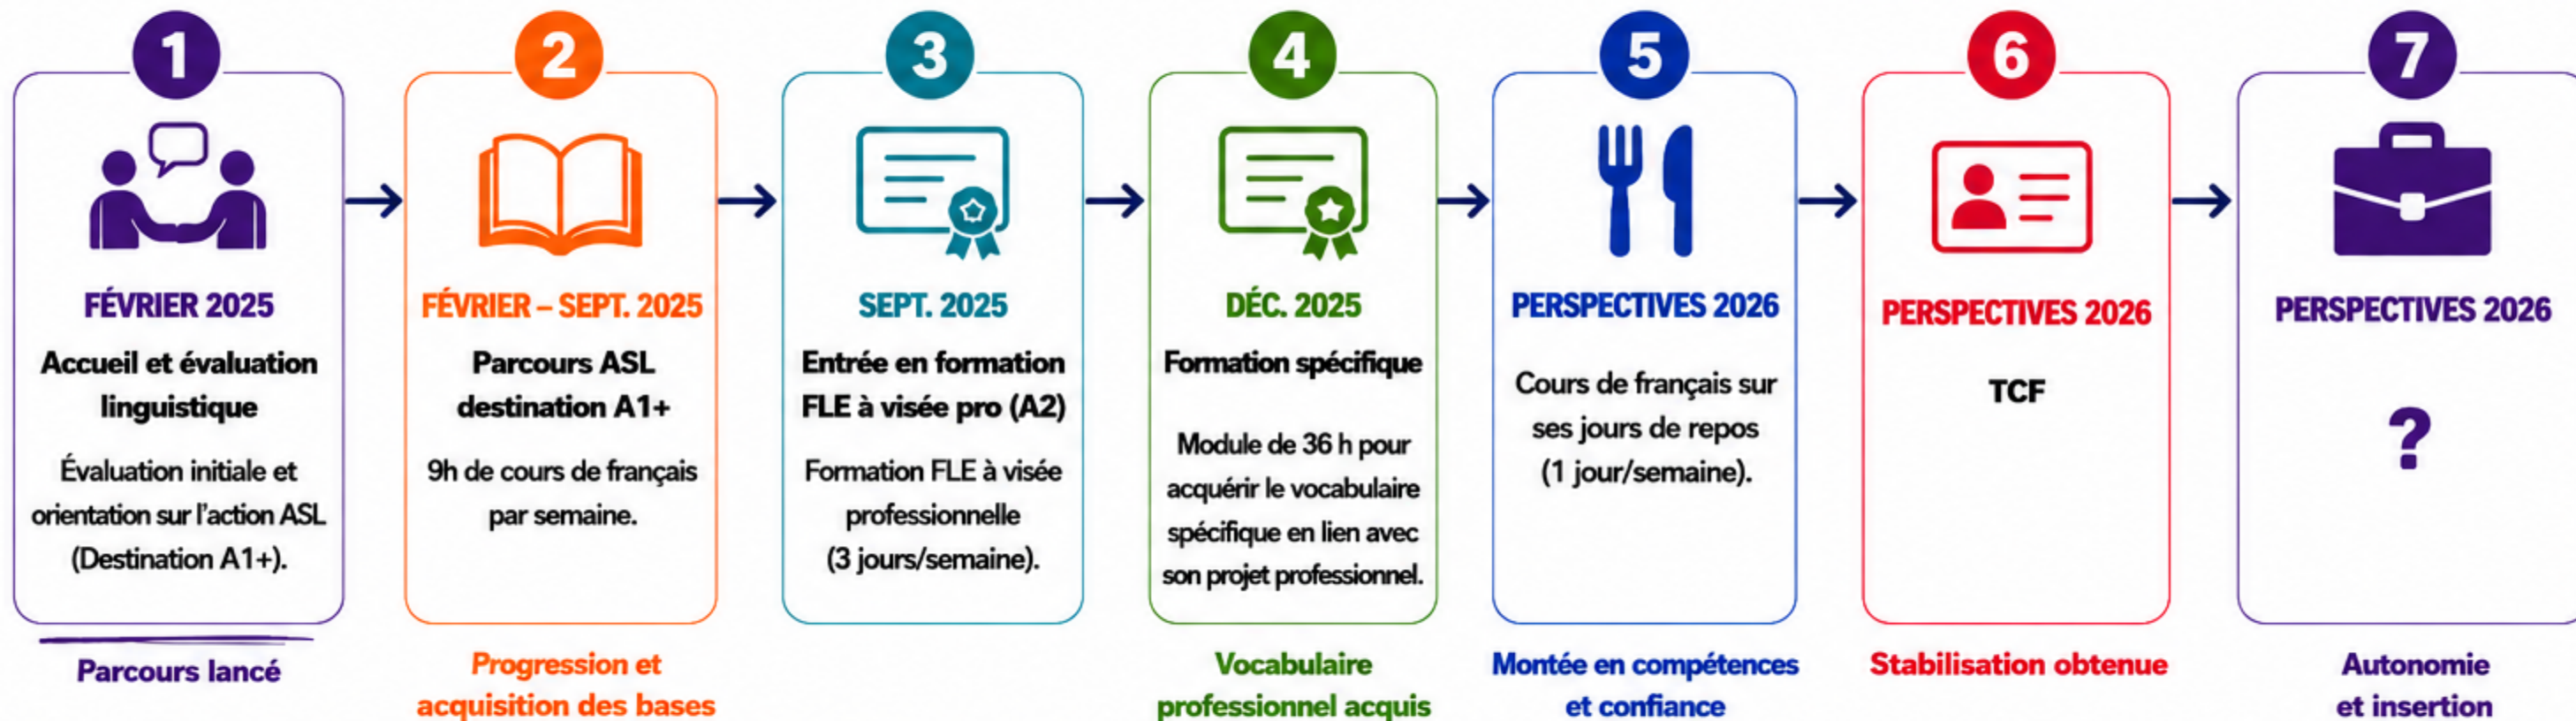 1
FÉVRIER 2025
Accueil et évaluation
linguistique
Évaluation initiale et
orientation sur l'action ASL
(Destination A1+).
Parcours lancé
2
FÉVRIER – SEPT. 2025
Parcours ASL
destination A1+
9h de cours de français
par semaine.
Progression et
acquisition des bases
3
SEPT. 2025
Entrée en formation
FLE à visée pro (A2)
Formation FLE à visée
professionnelle
(3 jours/semaine).
4
DÉC. 2025
Formation spécifique
Module de 36 h pour
acquérir le vocabulaire
spécifique en lien avec
son projet professionnel.
Vocabulaire
professionnel acquis
5
PERSPECTIVES 2026
Cours de français sur
ses jours de repos
(1 jour/semaine).
Montée en compétences
et confiance
6
PERSPECTIVES 2026
TCF
Stabilisation obtenue
7
PERSPECTIVES 2026
?
Autonomie
et insertion